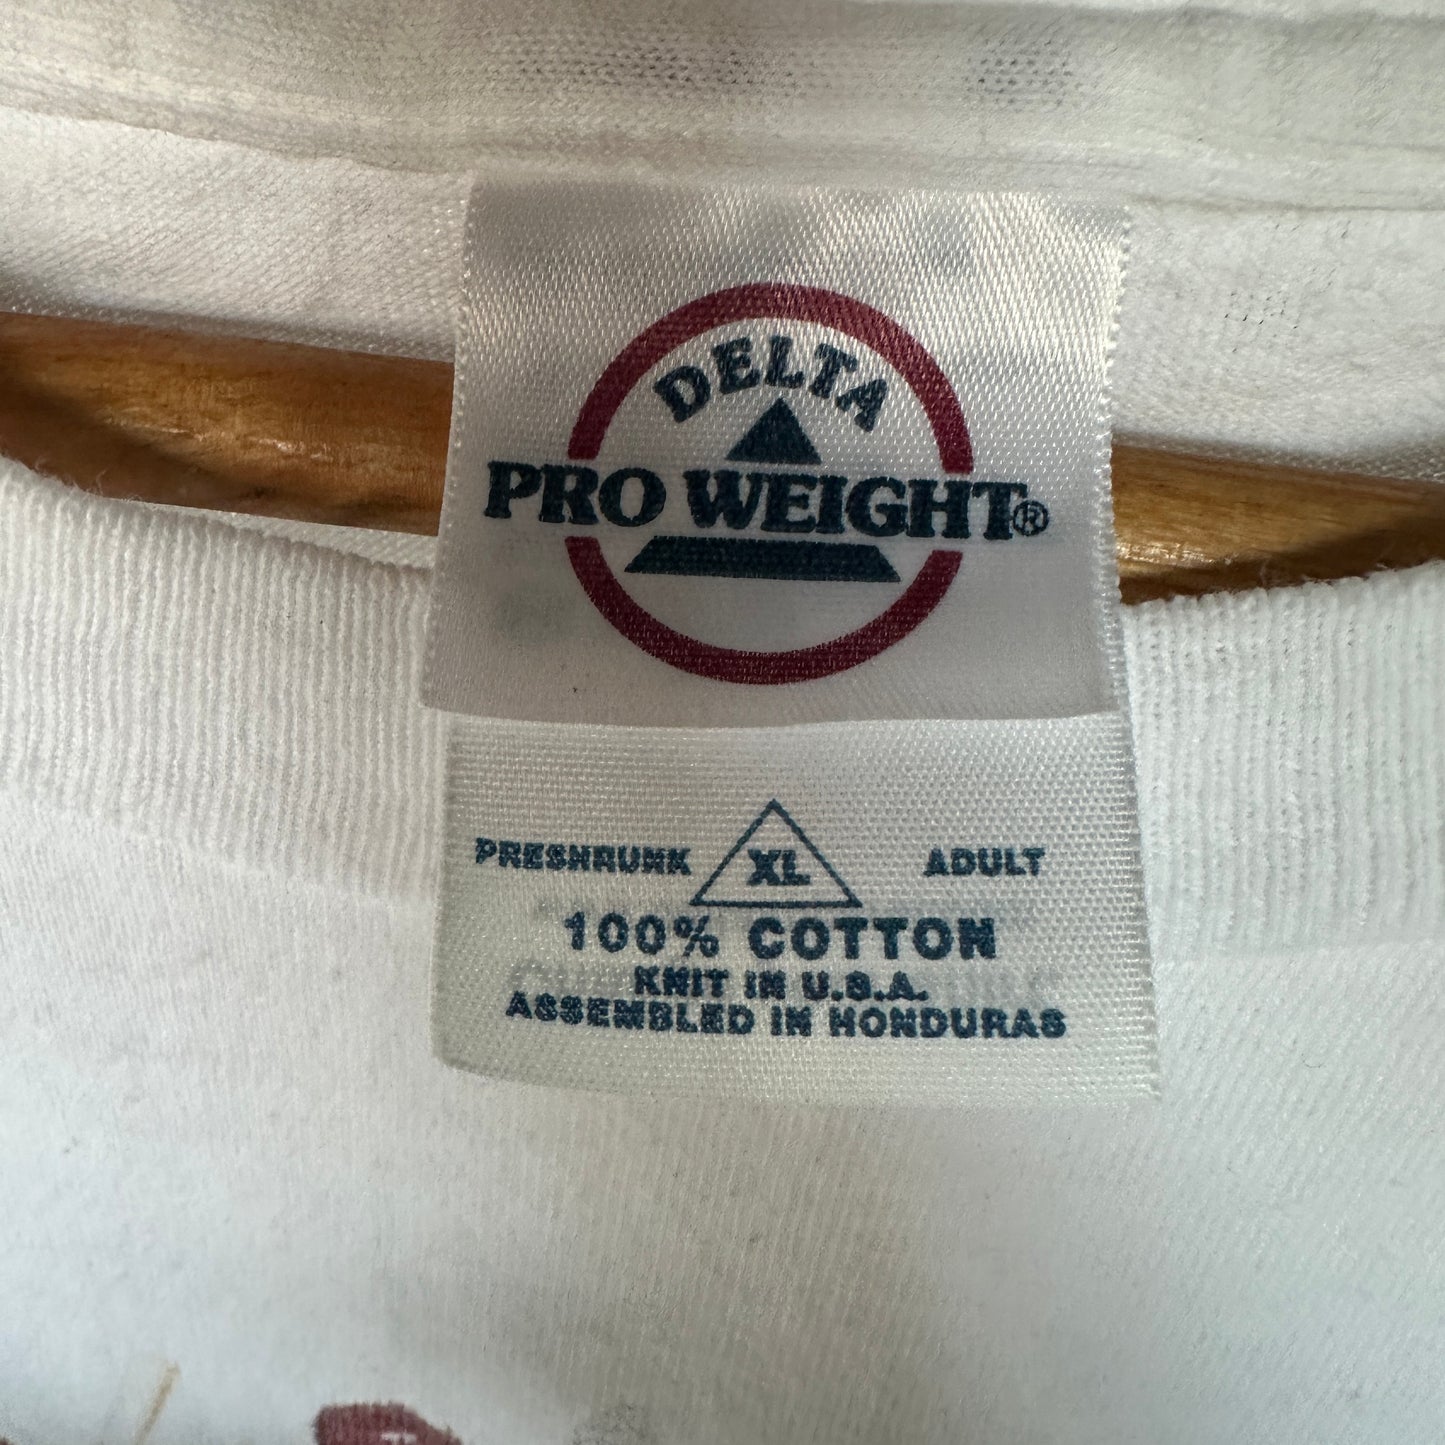 DELTA
PRO WEIGHT®
PRESHRUNK XL ADULT
100% COTTON
KNIT IN U.S.A.
ASSEMBLED IN HONDURAS